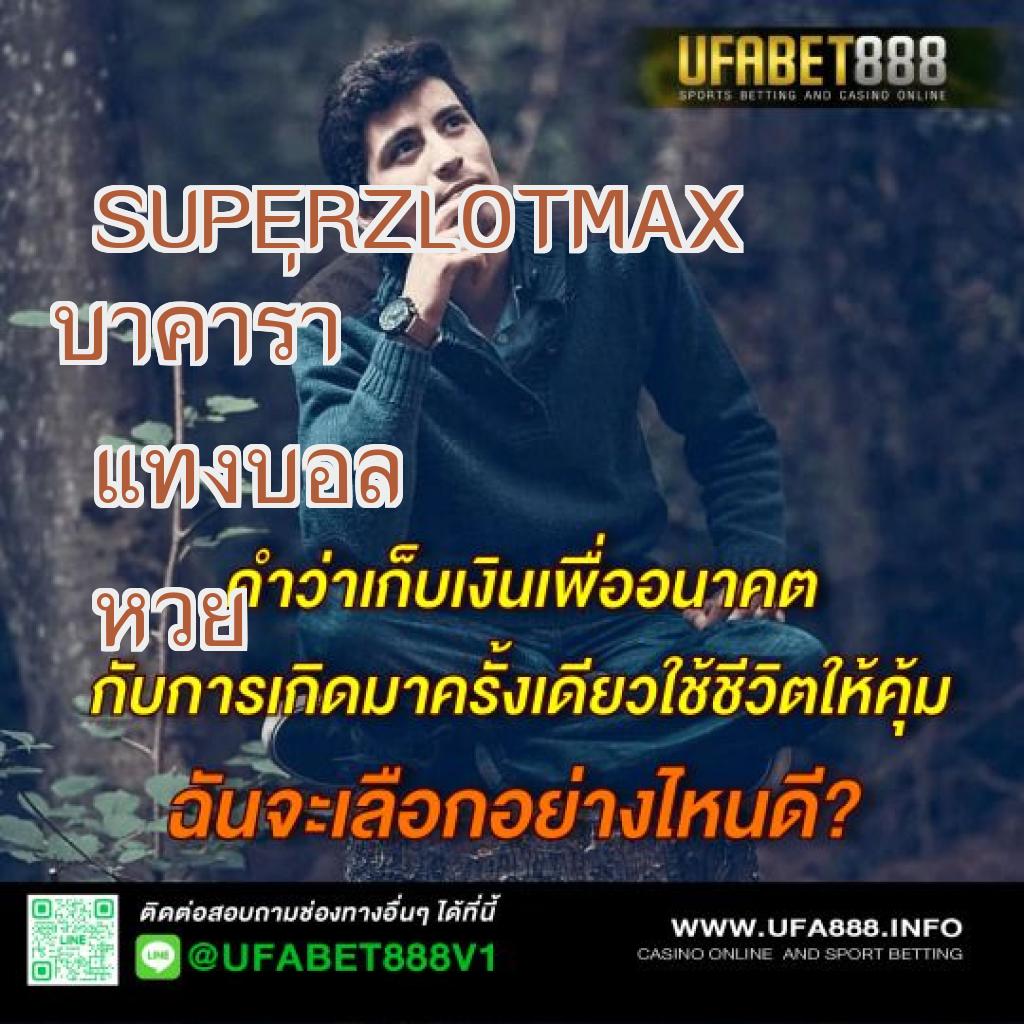 UFABET888
SPORTS BETTING AND CASINO ONLINE
SUPERZLOTMAX
บาคาร่า
แทงบอล
หวย
คำว่าเก็บเงินเพื่ออนาคต
กับการเกิดมาครั้งเดียวใช้ชีวิตให้คุ้ม
ฉันจะเลือกอย่างไหนดี?
ติดต่อสอบถามช่องทางอื่นๆ ได้ที่นี้
LINE
LINE
@UFABET888V1
WWW.UFA888.INFO
CASINO ONLINE AND SPORT BETTING